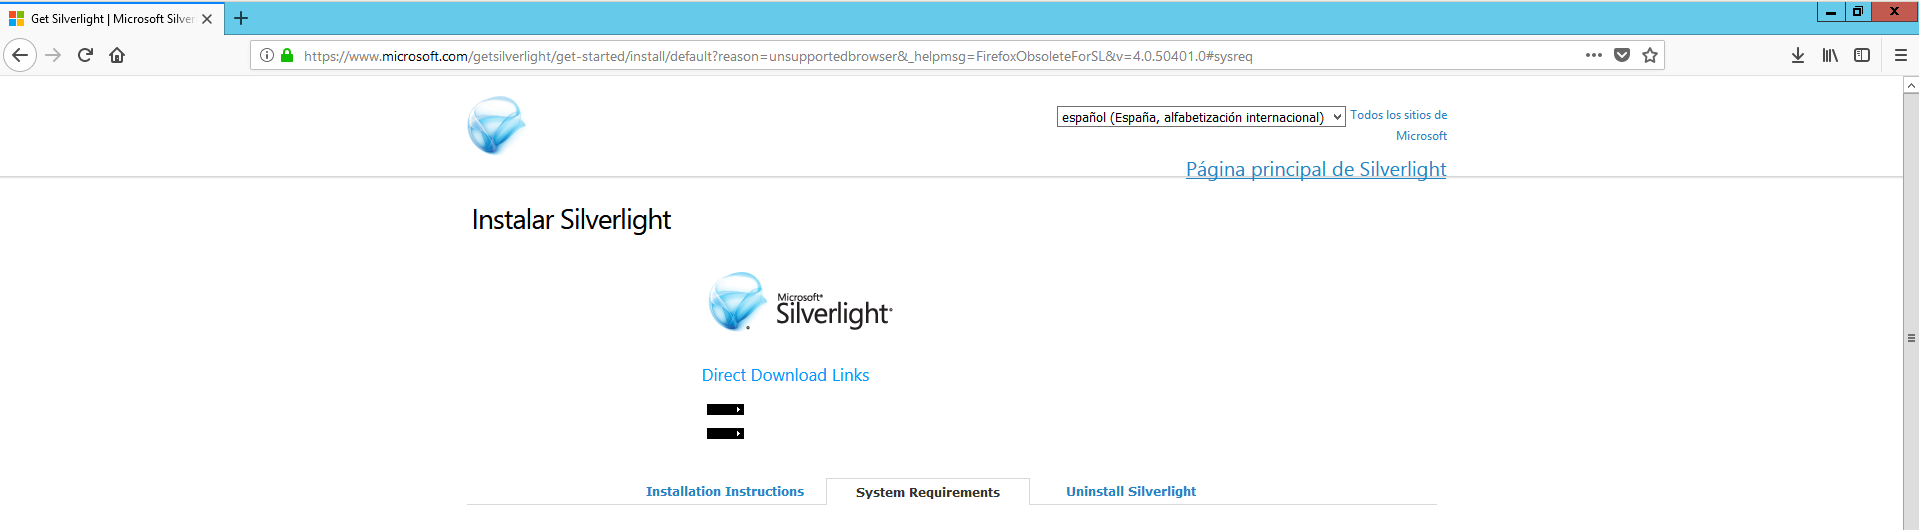 Get Silverlight | Microsoft Silver
https://www.microsoft.com/getsilverlight/get-started/install/default?reason=unsupportedbrowser&_helpmsg=FirefoxObsoleteForSL&v=4.0.50401.0#sysreq
español (España, alfabetización internacional)
Todos los sitios de
Microsoft
Página principal de Silverlight
Instalar Silverlight
Microsoft®
Silverlight®
Direct Download Links
Installation Instructions
System Requirements
Uninstall Silverlight